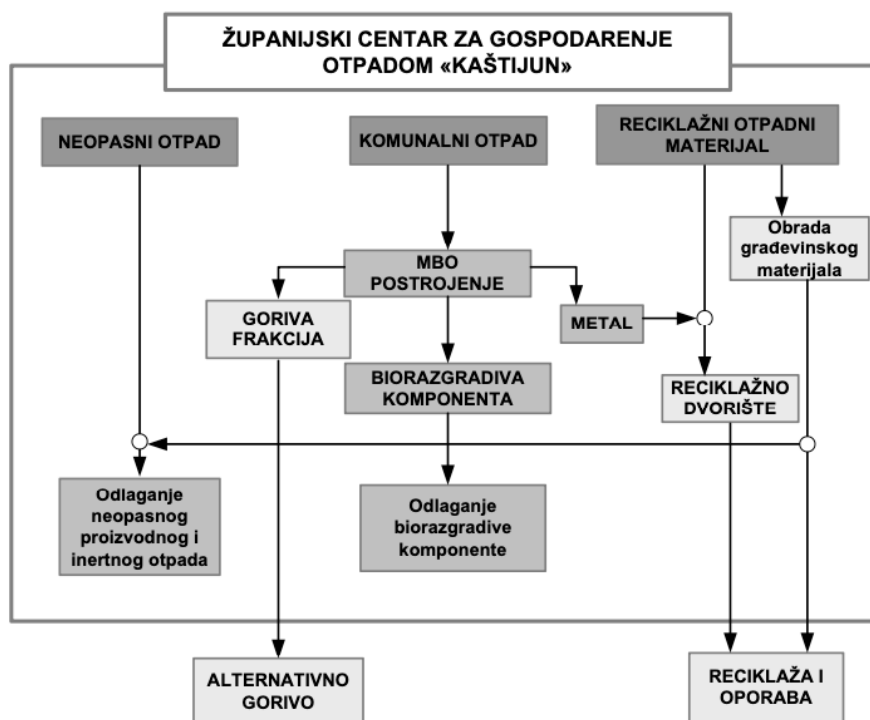 ŽUPANIJSKI CENTAR ZA GOSPODARENJE
OTPADOM «KAŠTIJUN»
NEOPASNI OTPAD
KOMUNALNI OTPAD
RECIKLAŽNI OTPADNI
MATERIJAL
Obrada
građevinskog
materijala
MBO
POSTROJENJE
GORIVA
FRAKCIJA
METAL
BIORAZGRADIVA
KOMPONENTA
RECIKLAŽNO
DVORIŠTE
Odlaganje
neopasnog
proizvodnog i
inertnog otpada
Odlaganje
biorazgradive
komponente
ALTERNATIVNO
GORIVO
RECIKLAŽA I
OPORABA